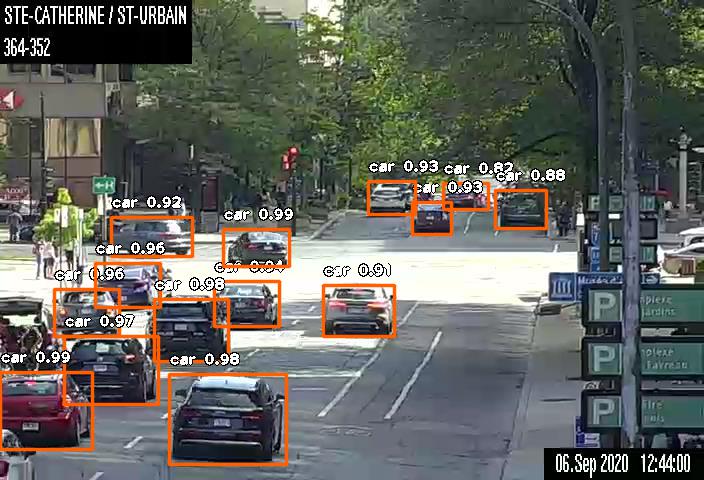 STE-CATHERINE / ST-URBAIN
364-352
car 0.93
car 0.82
car 0.93
car 0.88
car 0.92
car 0.99
car 0.96
car 0.96
car 0.98
car 0.91
car 0.97
car 0.99
car 0.98
P
P
P
06.Sep 2020 12:44:00